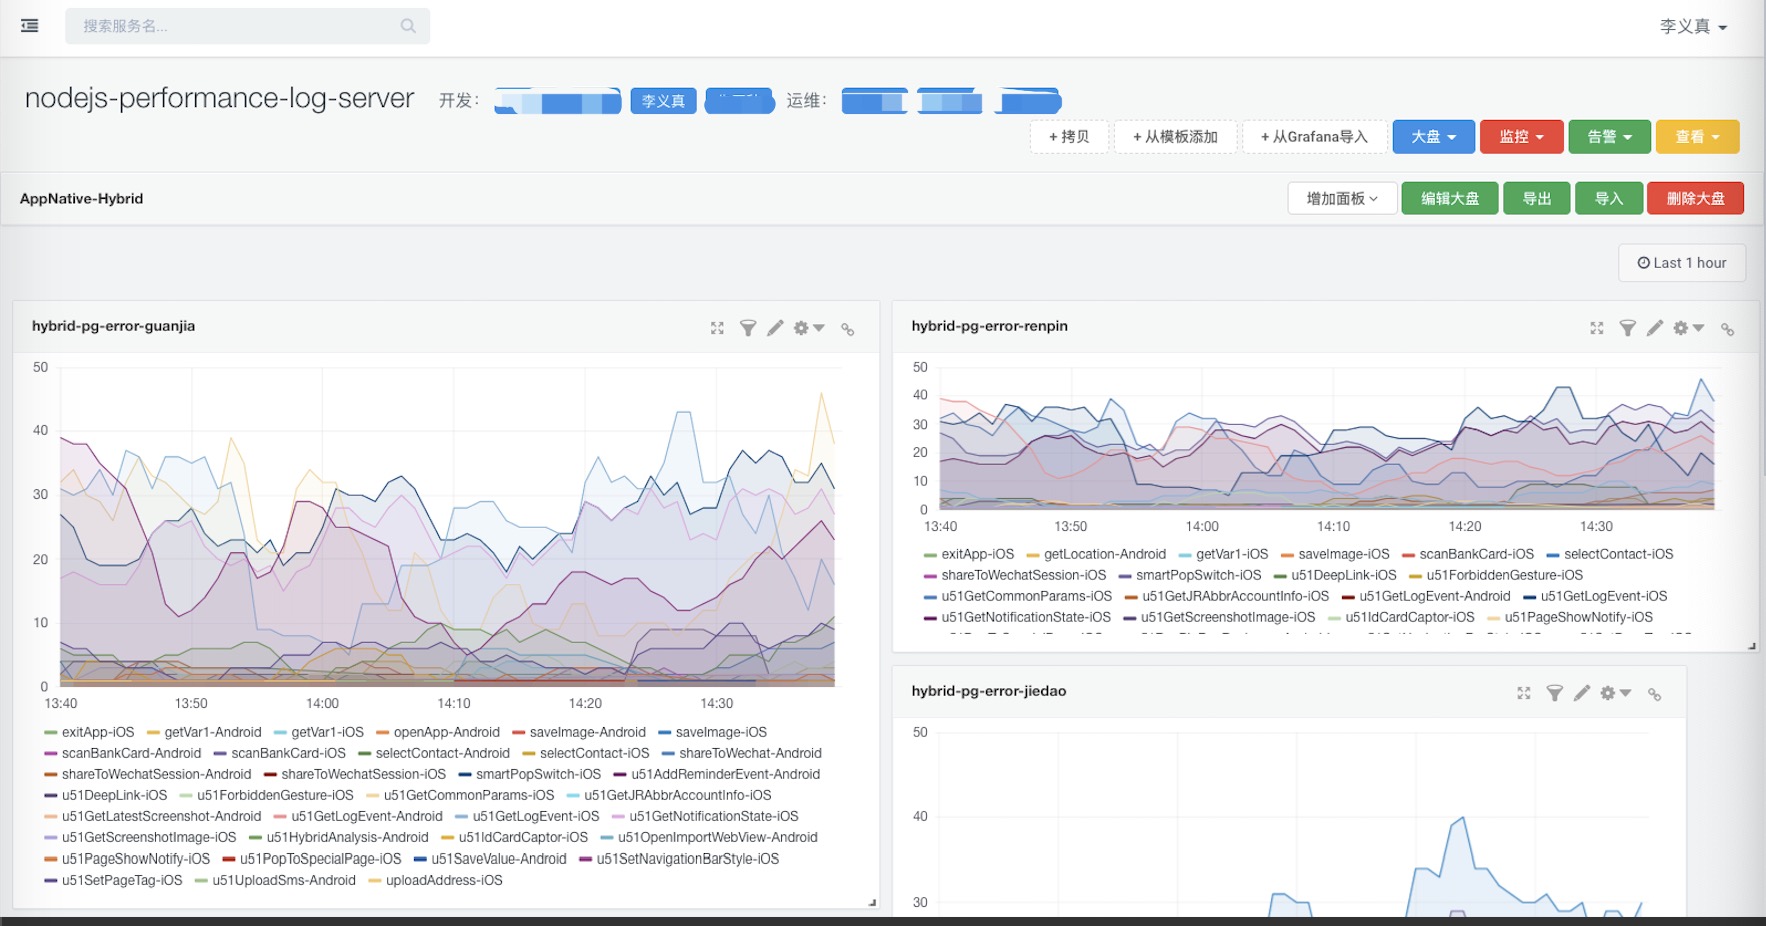 搜索服务名...
李义真
nodejs-performance-log-server 开发: 李义真 运维:
+ 拷贝 + 从模板添加 + 从Grafana导入 大盘 监控 告警 查看
AppNative-Hybrid
增加面板 编辑大盘 导出 导入 删除大盘
Last 1 hour
hybrid-pg-error-guanjia
50
40
30
20
10
0
13:40 13:50 14:00 14:10 14:20 14:30
exitApp-iOS getVar1-Android getVar1-iOS openApp-Android saveImage-Android saveImage-iOS
scanBankCard-Android scanBankCard-iOS selectContact-Android selectContact-iOS shareToWechat-Android
shareToWechatSession-Android shareToWechatSession-iOS smartPopSwitch-iOS u51AddReminderEvent-Android
u51DeepLink-iOS u51ForbiddenGesture-iOS u51GetCommonParams-iOS u51GetJRAbbrAccountInfo-iOS
u51GetLatestScreenshot-Android u51GetLogEvent-Android u51GetLogEvent-iOS u51GetNotificationState-iOS
u51GetScreenshotImage-iOS u51HybridAnalysis-Android u51IdCardCaptor-iOS u51OpenImportWebView-Android
u51PageShowNotify-iOS u51PopToSpecialPage-iOS u51SaveValue-Android u51SetNavigationBarStyle-iOS
u51SetPageTag-iOS u51UploadSms-Android uploadAddress-iOS
hybrid-pg-error-renpin
50
40
30
20
10
0
13:40 13:50 14:00 14:10 14:20 14:30
exitApp-iOS getLocation-Android getVar1-iOS saveImage-iOS scanBankCard-iOS selectContact-iOS
shareToWechatSession-iOS smartPopSwitch-iOS u51DeepLink-iOS u51ForbiddenGesture-iOS
u51GetCommonParams-iOS u51GetJRAbbrAccountInfo-iOS u51GetLogEvent-Android u51GetLogEvent-iOS
u51GetNotificationState-iOS u51GetScreenshotImage-iOS u51IdCardCaptor-iOS u51PageShowNotify-iOS
hybrid-pg-error-jiedao
50
40
30